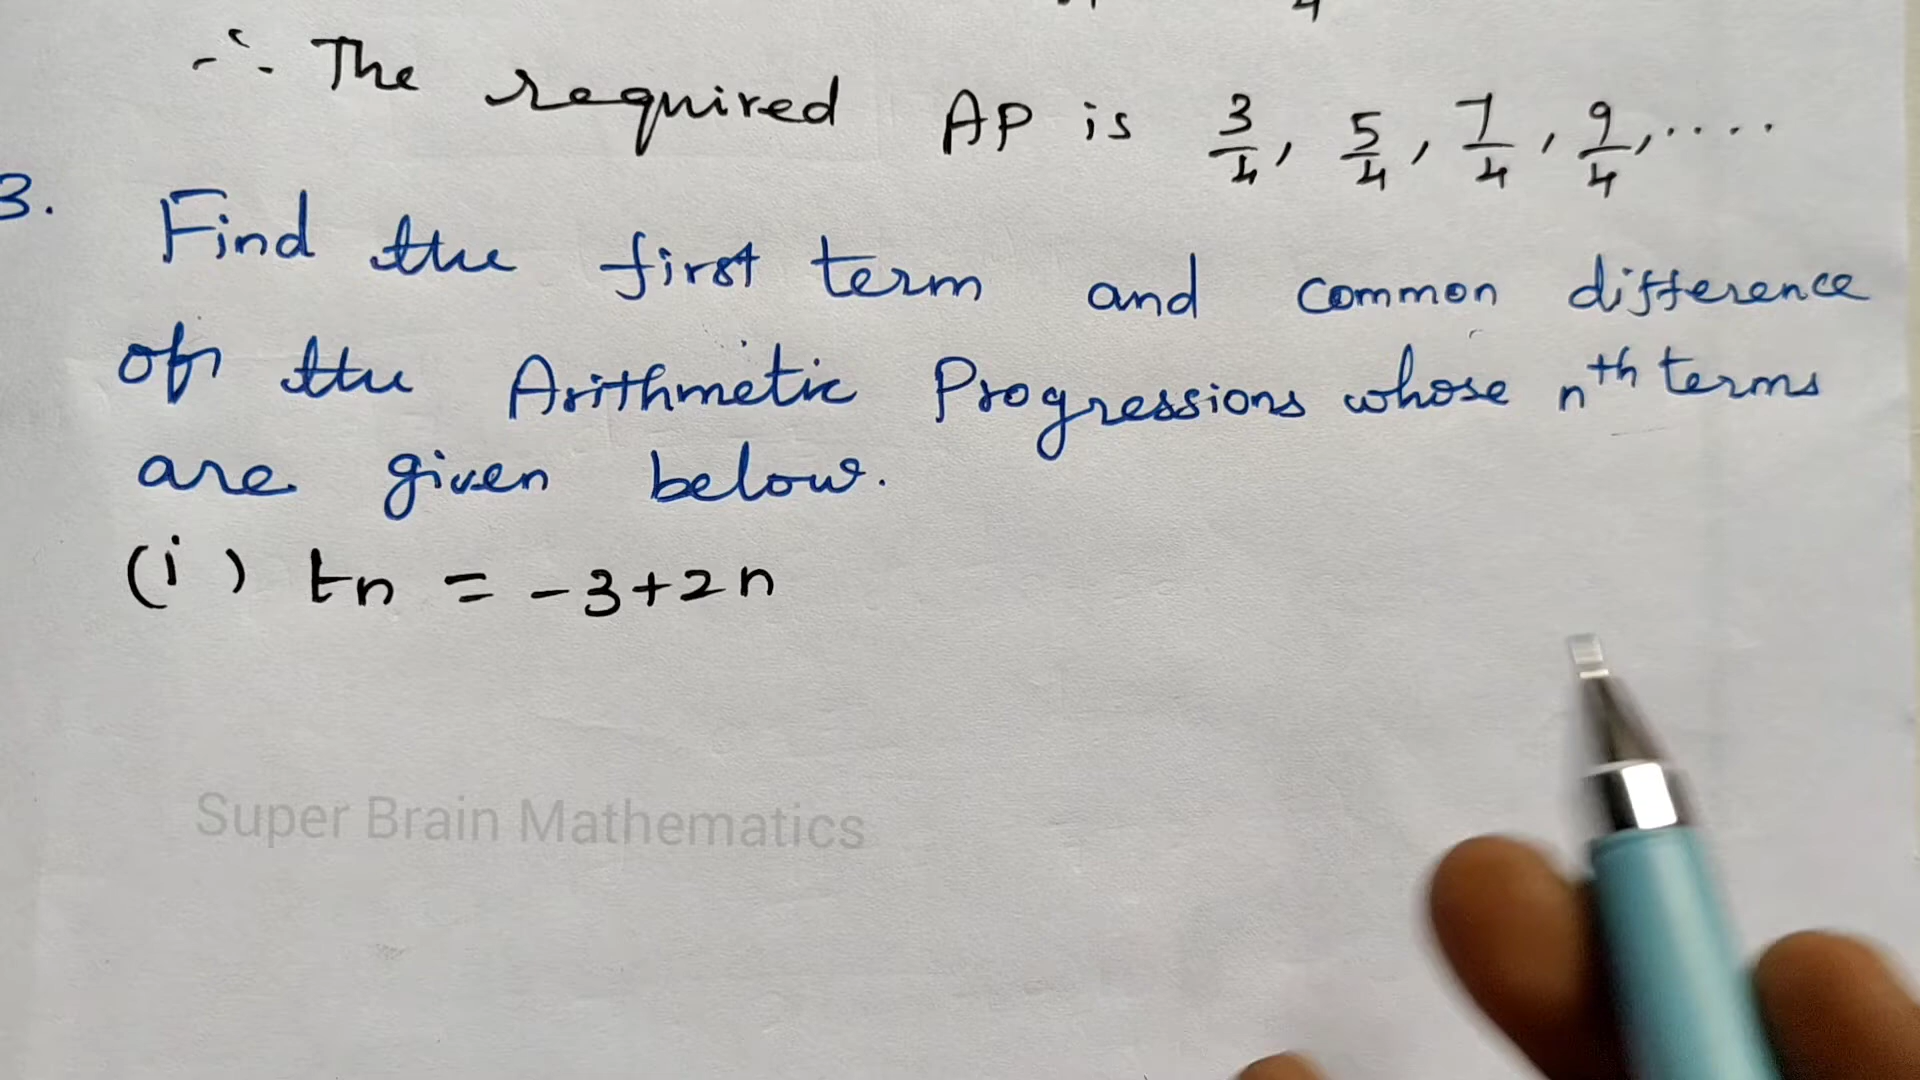 ∴ The required AP is 3/4, 5/4, 7/4, 9/4, ....
3. Find the first term and common difference
of the Arithmetic Progressions whose nth terms
are given below.
(i) tn = -3+2n
Super Brain Mathematics